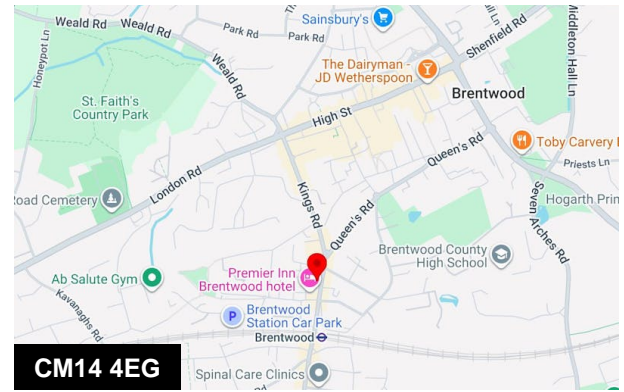 Sainsbury's
Weald Rd
Weald Rd
Park Rd
Park Rd
Honeypot Ln
Weald Rd
Shenfield Rd
Middleton Hall Ln
The Dairyman -
JD Wetherspoon
Brentwood
St. Faith's
Country Park
High St
Queen's Rd
Toby Carvery
Priests Ln
London Rd
Kings Rd
Seven Arches Rd
oad Cemetery
Hogarth Prin
Queen's Rd
Brentwood County
High School
Ab Salute Gym
Premier Inn
Brentwood hotel
Kavanaghs Rd
P
Brentwood
Station Car Park
Brentwood
CM14 4EG
Spinal Care Clinics